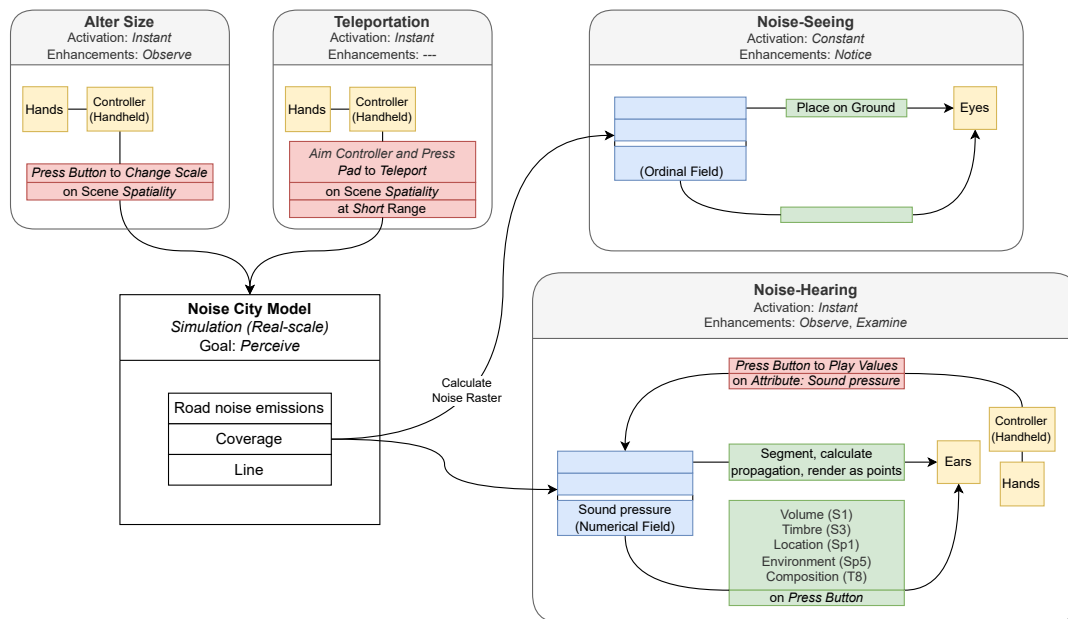 Alter Size
Activation: Instant
Enhancements: Observe
Hands
Controller
(Handheld)
Press Button to Change Scale
on Scene Spatiality
Teleportation
Activation: Instant
Enhancements: ---
Hands
Controller
(Handheld)
Aim Controller and Press
Pad to Teleport
on Scene Spatiality
at Short Range
Noise City Model
Simulation (Real-scale)
Goal: Perceive
Road noise emissions
Coverage
Line
Calculate
Noise Raster
Noise-Seeing
Activation: Constant
Enhancements: Notice
(Ordinal Field)
Place on Ground
Eyes
Noise-Hearing
Activation: Instant
Enhancements: Observe, Examine
Press Button to Play Values
on Attribute: Sound pressure
Controller
(Handheld)
Hands
Sound pressure
(Numerical Field)
Segment, calculate
propagation, render as points
Ears
Volume (S1)
Timbre (S3)
Location (Sp1)
Environment (Sp5)
Composition (T8)
on Press Button